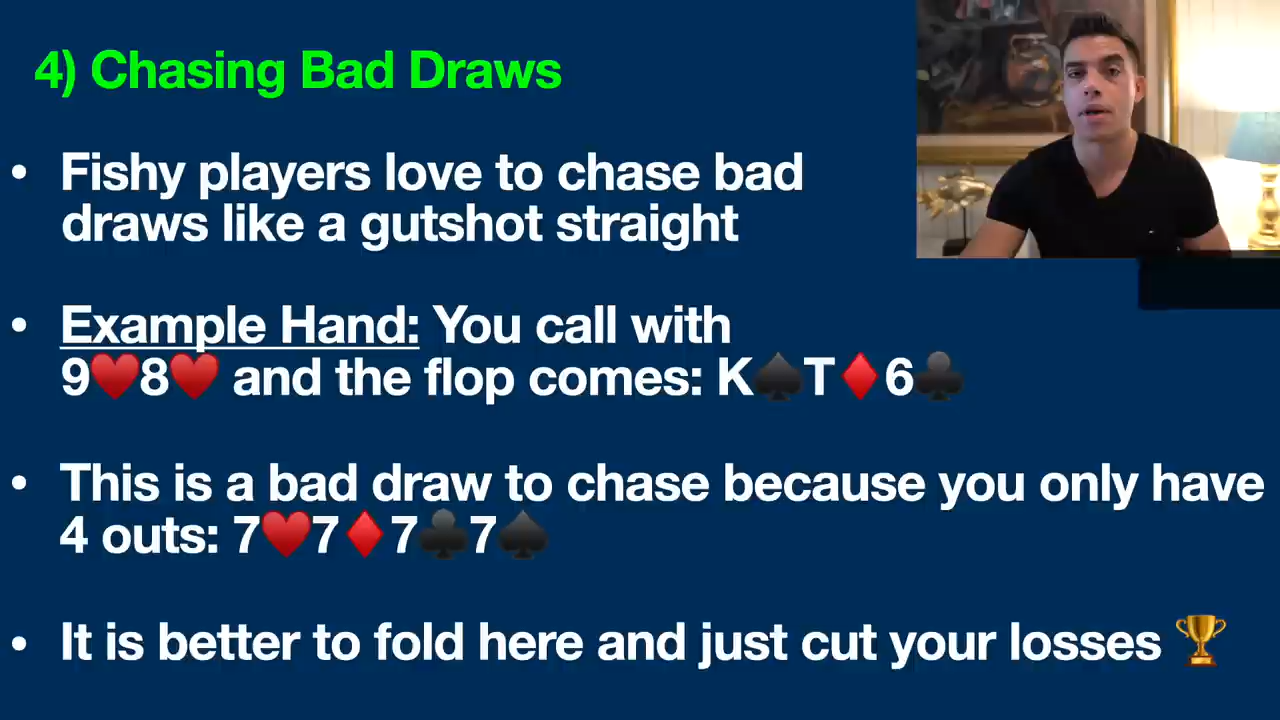 4) Chasing Bad Draws
• Fishy players love to chase bad
draws like a gutshot straight
• Example Hand: You call with
9♥️8♥️ and the flop comes: K♠️T♦️6♣️
• This is a bad draw to chase because you only have
4 outs: 7♥️7♦️7♣️7♠️
• It is better to fold here and just cut your losses 🏆